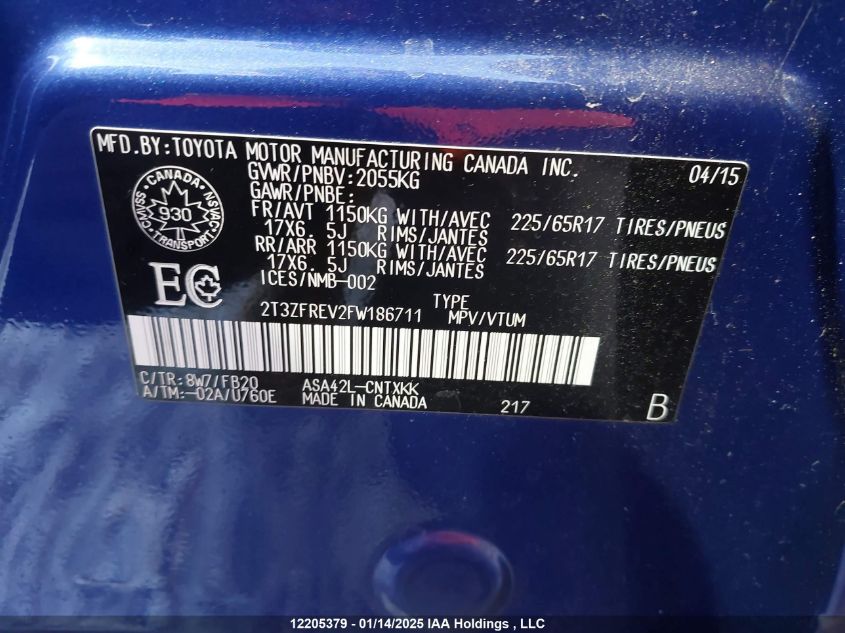 MFD.BY:TOYOTA MOTOR MANUFACTURING CANADA INC. 04/15
GVWR/PNBV:2055KG
GAWR/PNBE:
FR/AVT 1150KG WITH/AVEC 225/65R17 TIRES/PNEUS
17X6.5J RIMS/JANTES
RR/ARR 1150KG WITH/AVEC 225/65R17 TIRES/PNEUS
17X6.5J RIMS/JANTES
ICES/NMB-002
CANADA
CMVSS
930
NSVAC
TRANSPORT
EC
2T3ZFREV2FW186711 TYPE
MPV/VTUM
C/TR:8W7/FB20 ASA42L-CNTXKK
A/TM:-02A/U760E MADE IN CANADA 217 B
12205379 - 01/14/2025 IAA Holdings , LLC